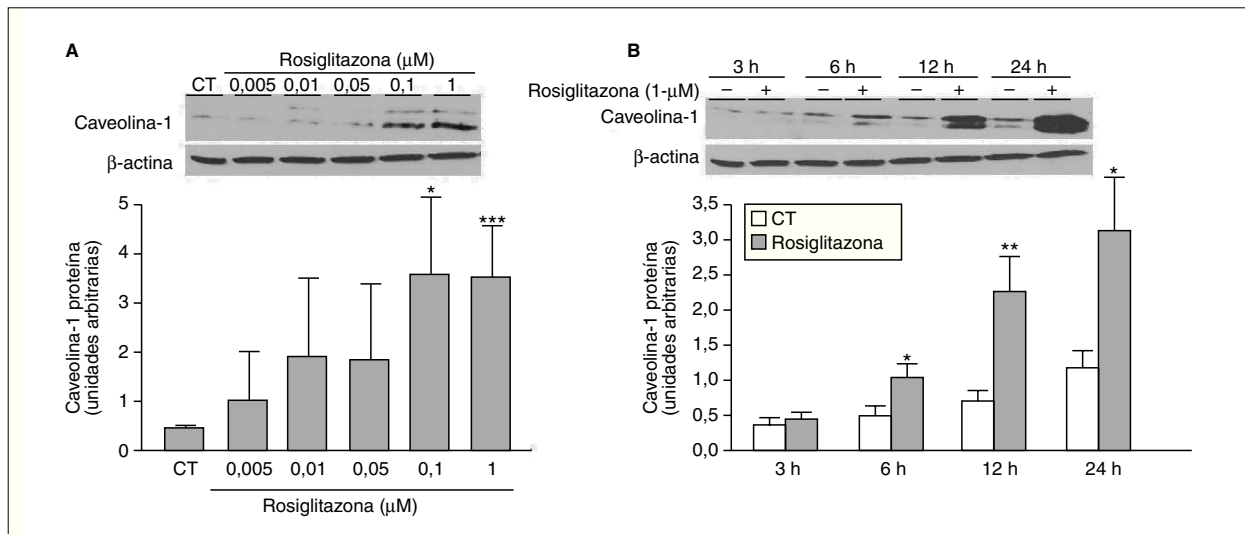 A
Rosiglitazona (μM)
CT 0,005 0,01 0,05 0,1 1
Caveolina-1
β-actina
Caveolina-1 proteína
(unidades arbitrarias)
5
4
3
2
1
0
*
***
CT 0,005 0,01 0,05 0,1 1
Rosiglitazona (μM)
B
3 h 6 h 12 h 24 h
Rosiglitazona (1-μM) – + – + – + – +
Caveolina-1
β-actina
Caveolina-1 proteína
(unidades arbitrarias)
3,5
3,0
2,5
2,0
1,5
1,0
0,5
0,0
CT
Rosiglitazona
*
**
*
3 h 6 h 12 h 24 h